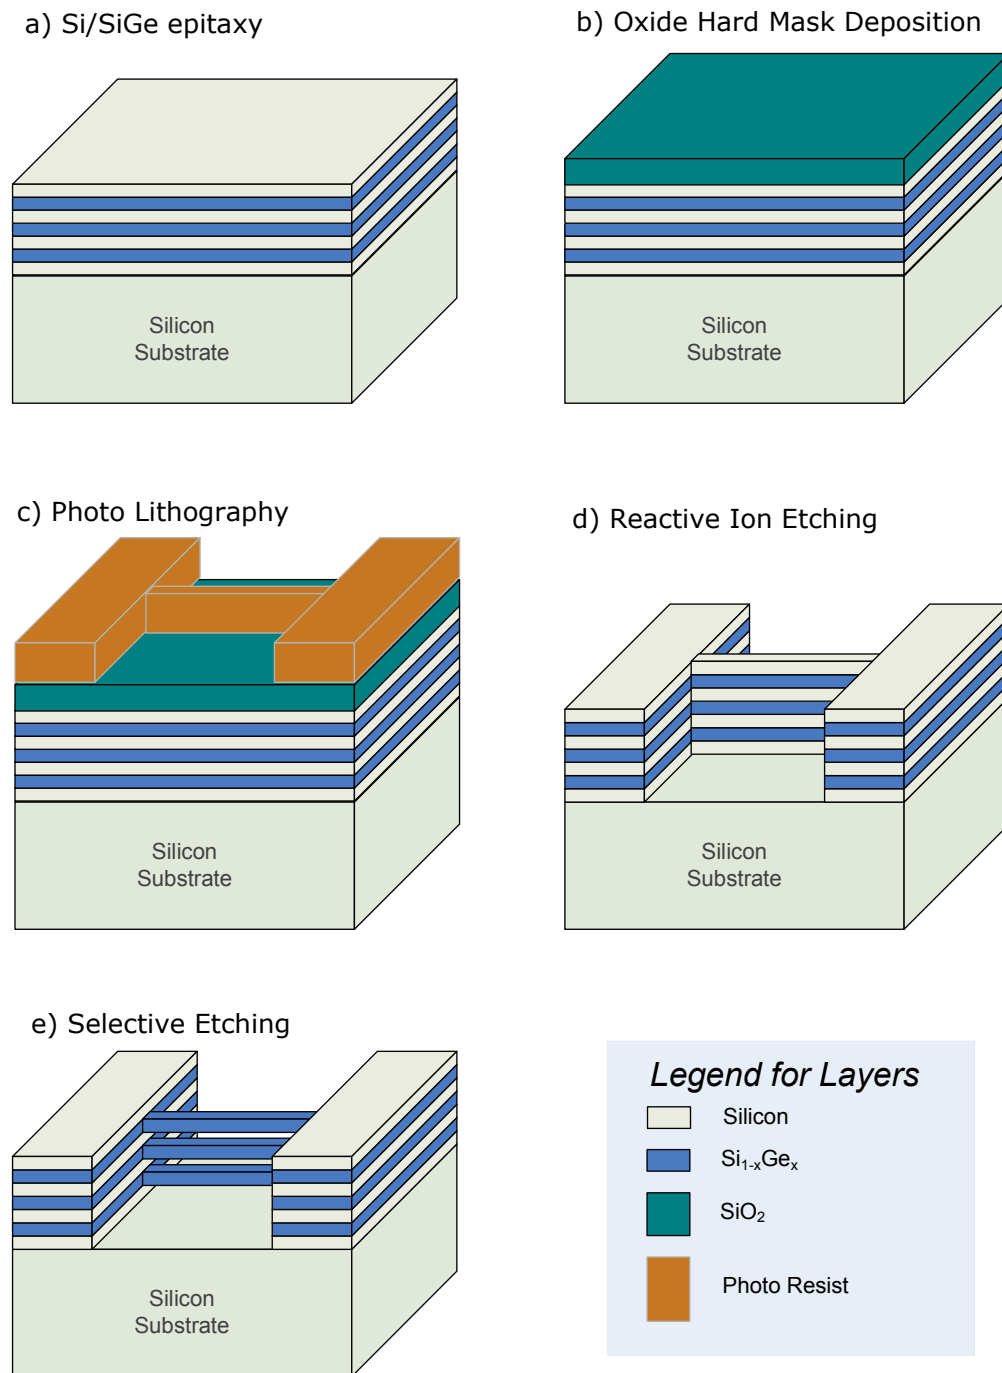 a) Si/SiGe epitaxy
b) Oxide Hard Mask Deposition
Silicon
Substrate
Silicon
Substrate
c) Photo Lithography
d) Reactive Ion Etching
Silicon
Substrate
Silicon
Substrate
e) Selective Etching
Silicon
Substrate
Legend for Layers
Silicon
Si₁₋ₓGeₓ
SiO₂
Photo Resist